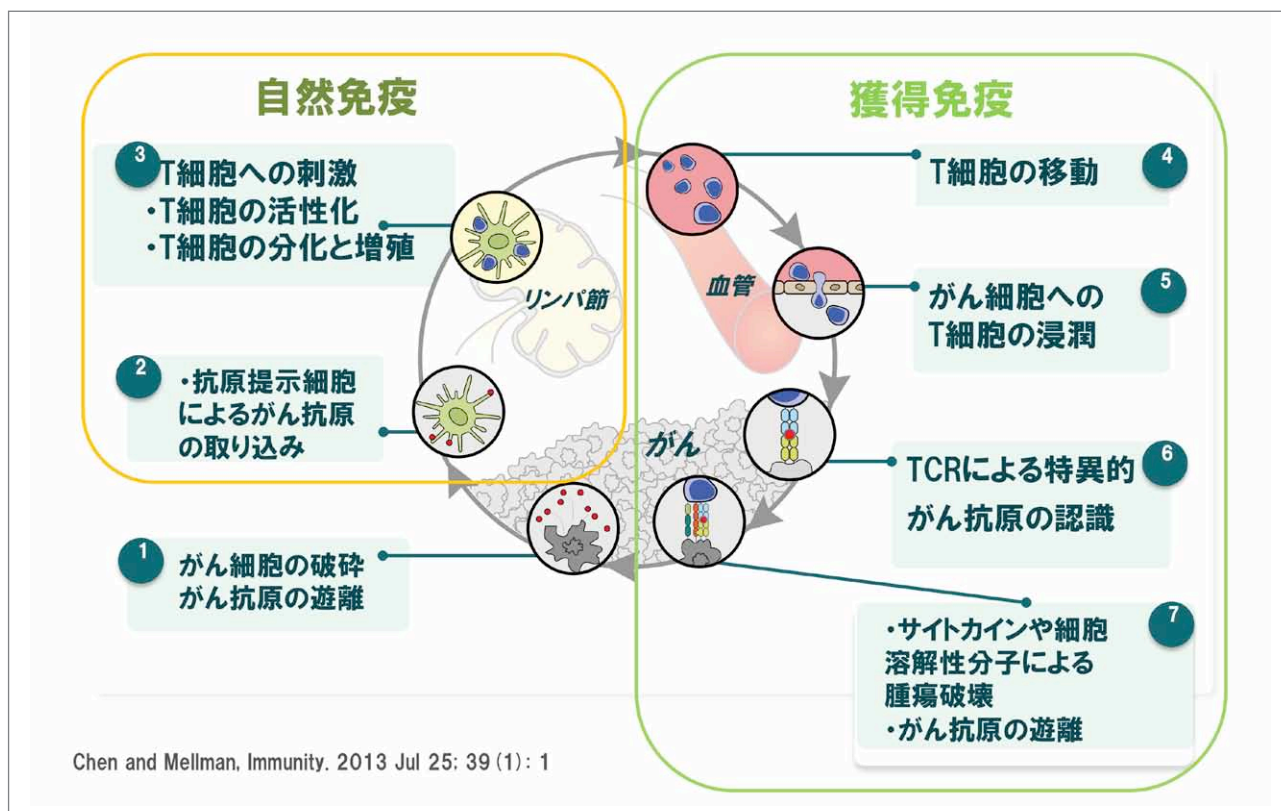 自然免疫
獲得免疫
3
T細胞への刺激
・T細胞の活性化
・T細胞の分化と増殖
リンパ節
2
・抗原提示細胞
によるがん抗原
の取り込み
1
がん細胞の破砕
がん抗原の遊離
血管
がん
T細胞の移動
4
がん細胞への
T細胞の浸潤
5
TCRによる特異的
がん抗原の認識
6
・サイトカインや細胞
溶解性分子による
腫瘍破壊
・がん抗原の遊離
7
Chen and Mellman, Immunity. 2013 Jul 25; 39 (1): 1